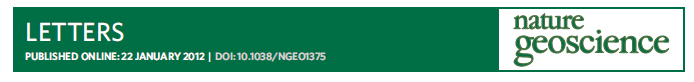 LETTERS
PUBLISHED ONLINE: 22 JANUARY 2012 | DOI: 10.1038/NGEO1375
nature
geoscience